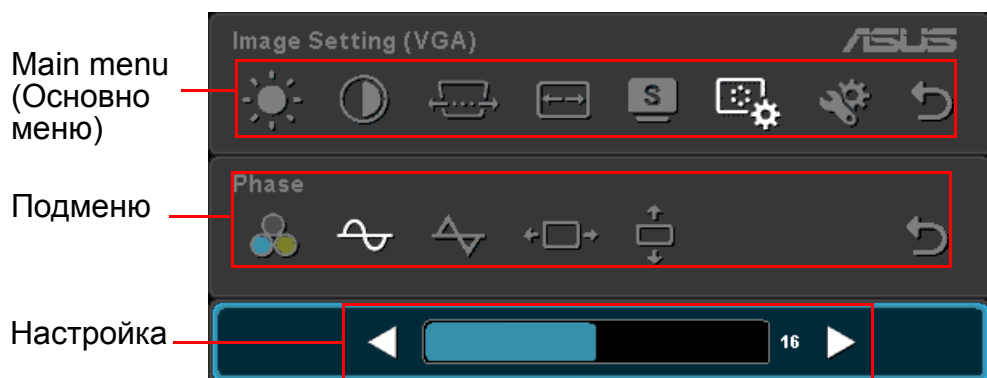 Main menu
(Основно
меню)
Image Setting (VGA)
ASUS
S
Подменю
Phase
Настройка
16